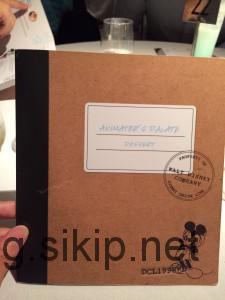 ANIMATOR'S PALATE
DESSERT
PROPERTY OF
WALT DISNEY
COMPANY
g.sikip.net